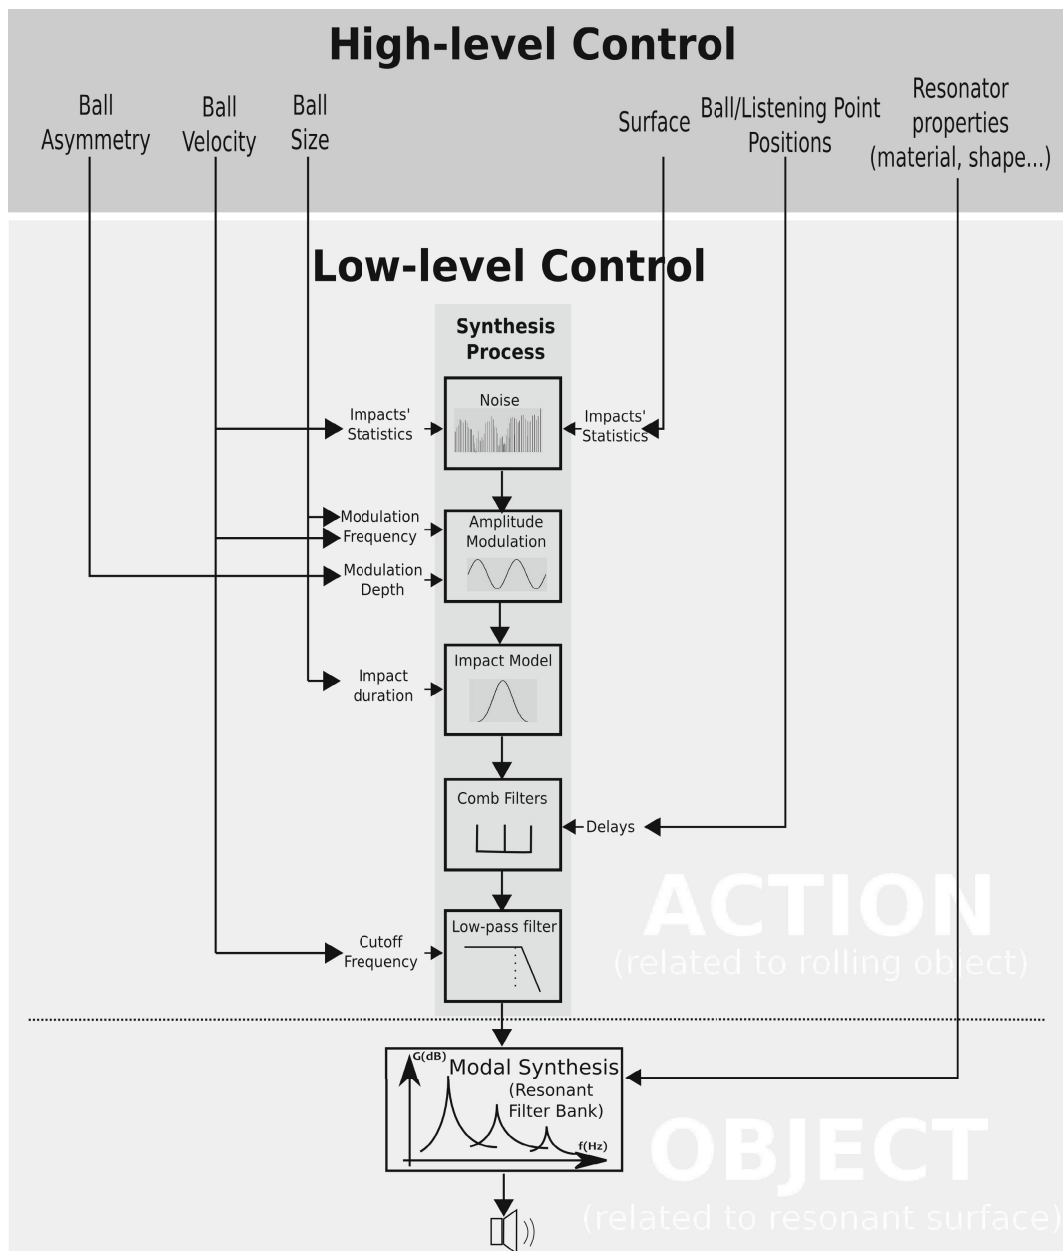 High-level Control
Ball
Asymmetry
Ball
Velocity
Ball
Size
Surface
Ball/Listening Point
Positions
Resonator
properties
(material, shape...)
Low-level Control
Synthesis
Process
Impacts'
Statistics
Noise
Impacts'
Statistics
Modulation
Frequency
Modulation
Depth
Amplitude
Modulation
Impact
duration
Impact Model
Comb Filters
Delays
Cutoff
Frequency
Low-pass filter
ACTION
(related to rolling object)
G(dB)
Modal Synthesis
(Resonant
Filter Bank)
f(Hz)
OBJECT
(related to resonant surface)